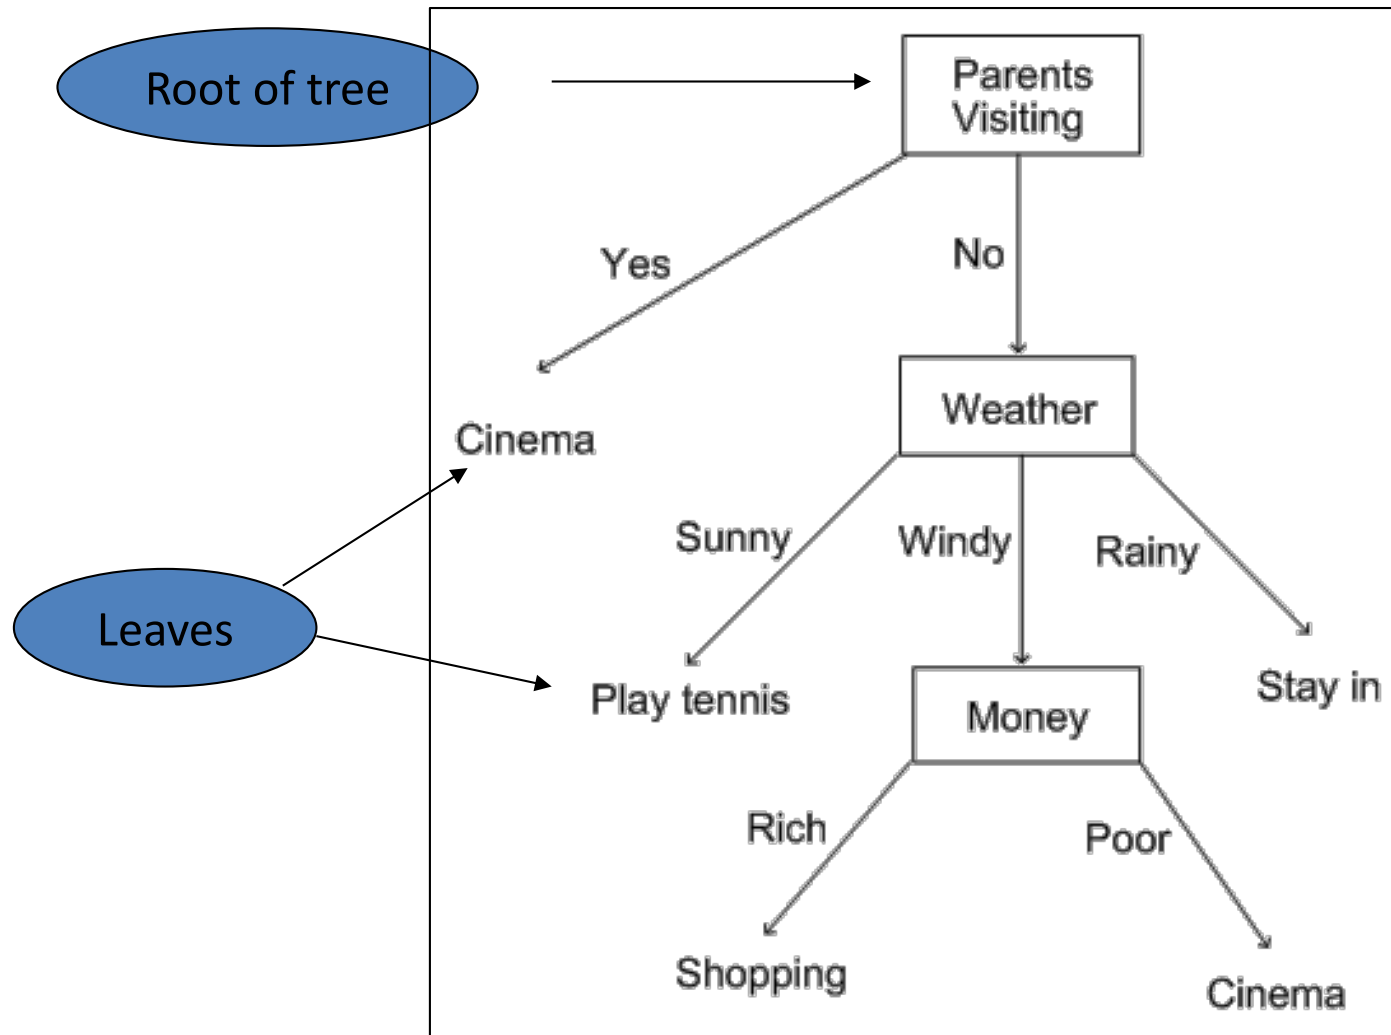 Root of tree
Parents
Visiting
Yes
No
Cinema
Weather
Sunny
Windy
Rainy
Leaves
Play tennis
Money
Stay in
Rich
Poor
Shopping
Cinema